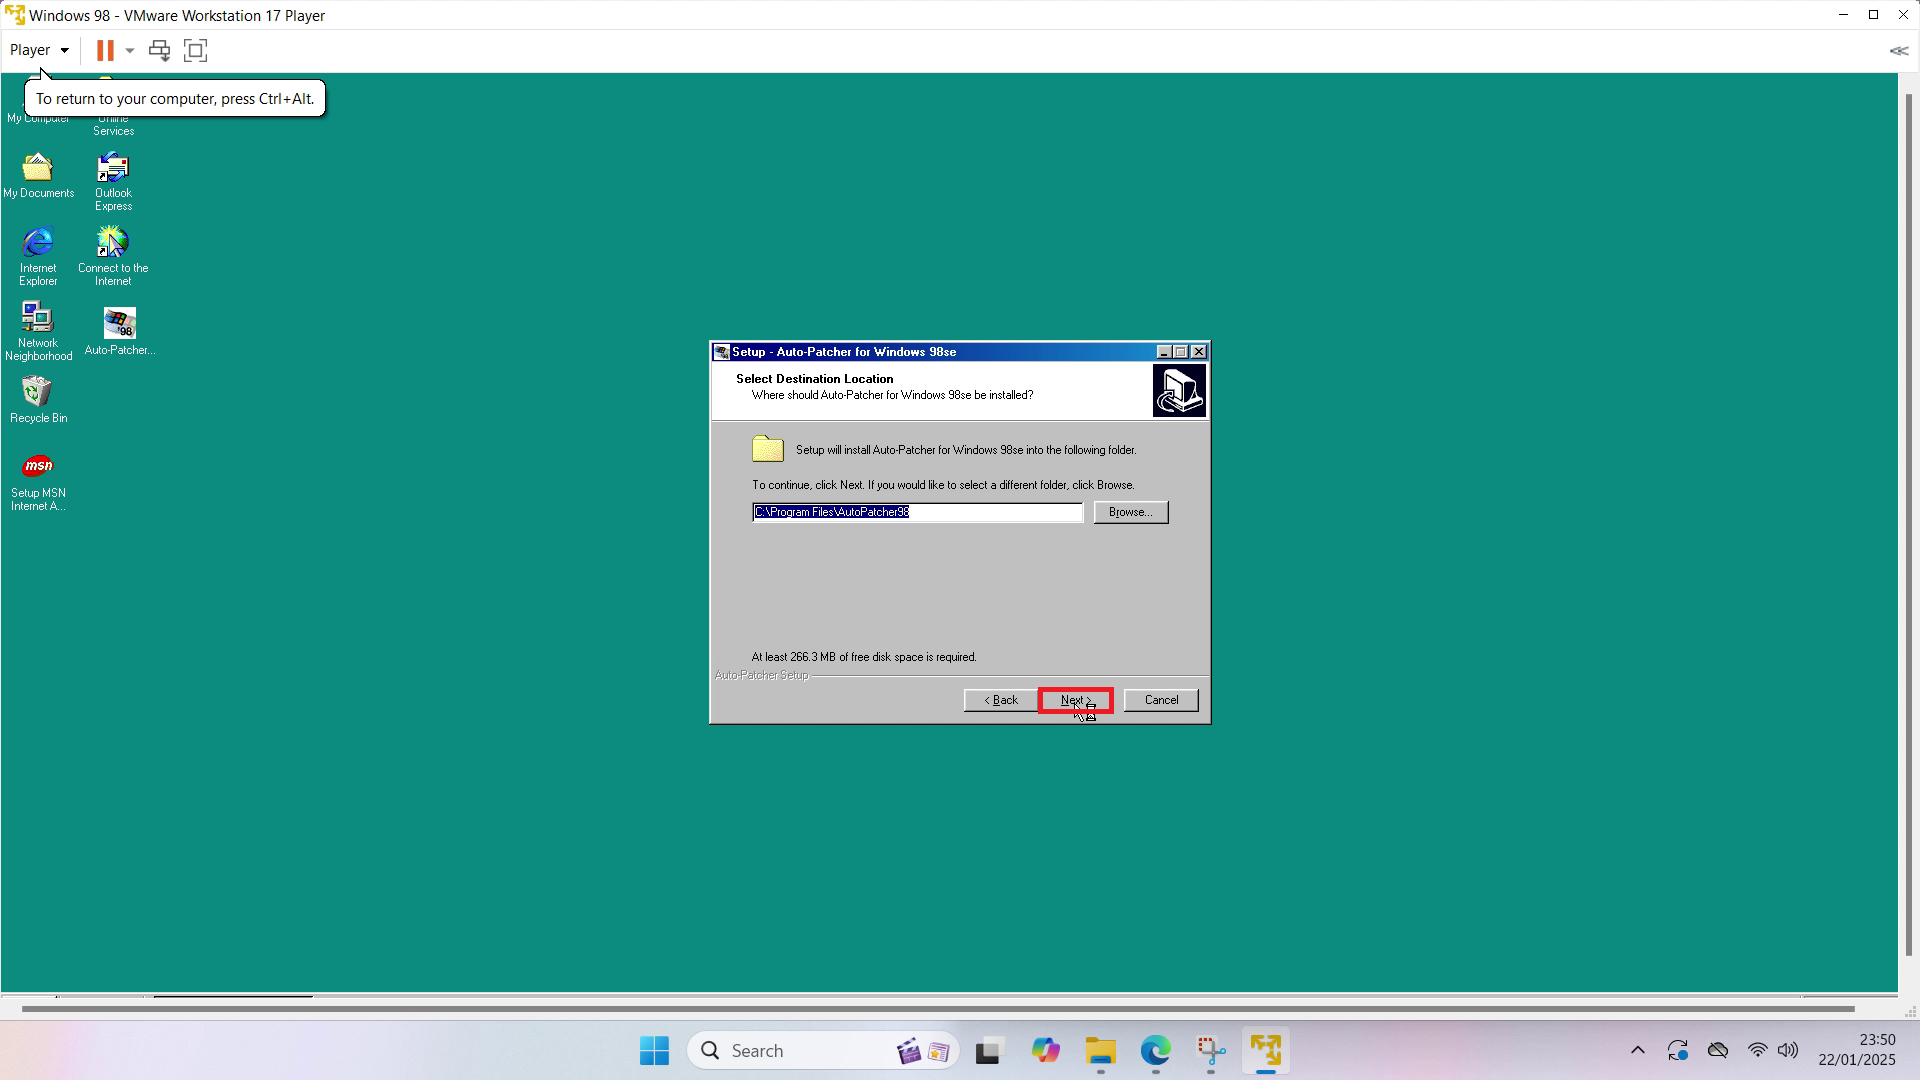 Windows 98 - VMware Workstation 17 Player
Player
To return to your computer, press Ctrl+Alt.
My Computer
Online
Services
My Documents
Outlook
Express
Internet
Explorer
Connect to the
Internet
Network
Neighborhood
Auto-Patcher...
Recycle Bin
msn
Setup MSN
Internet A...
'98
Setup - Auto-Patcher for Windows 98se
Select Destination Location
Where should Auto-Patcher for Windows 98se be installed?
Setup will install Auto-Patcher for Windows 98se into the following folder.
To continue, click Next. If you would like to select a different folder, click Browse.
C:\Program Files\AutoPatcher98
Browse...
At least 266.3 MB of free disk space is required.
Auto-Patcher Setup
< Back
Next >
Cancel
Search
23:50
22/01/2025